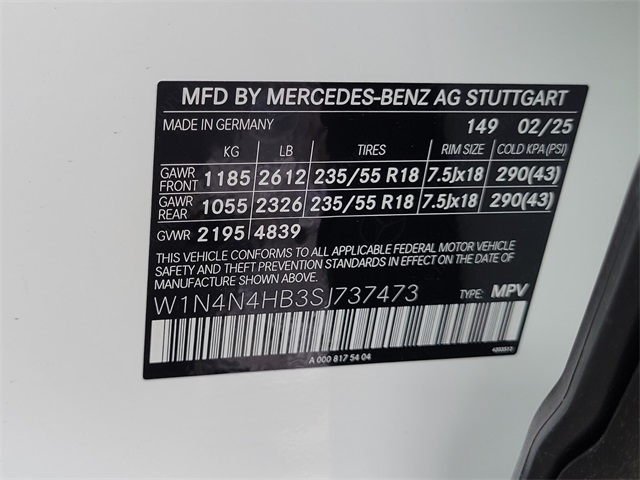 MFD BY MERCEDES-BENZ AG STUTTGART
MADE IN GERMANY 149 02/25
KG LB TIRES RIM SIZE COLD KPA (PSI)
GAWR FRONT 1185 2612 235/55 R18 7.5Jx18 290(43)
GAWR REAR 1055 2326 235/55 R18 7.5Jx18 290(43)
GVWR 2195 4839
THIS VEHICLE CONFORMS TO ALL APPLICABLE FEDERAL MOTOR VEHICLE
SAFETY AND THEFT PREVENTION STANDARDS IN EFFECT ON THE DATE OF
MANUFACTURE SHOWN ABOVE.
W1N4N4HB3SJ737473 TYPE: MPV
A 000 817 54 04